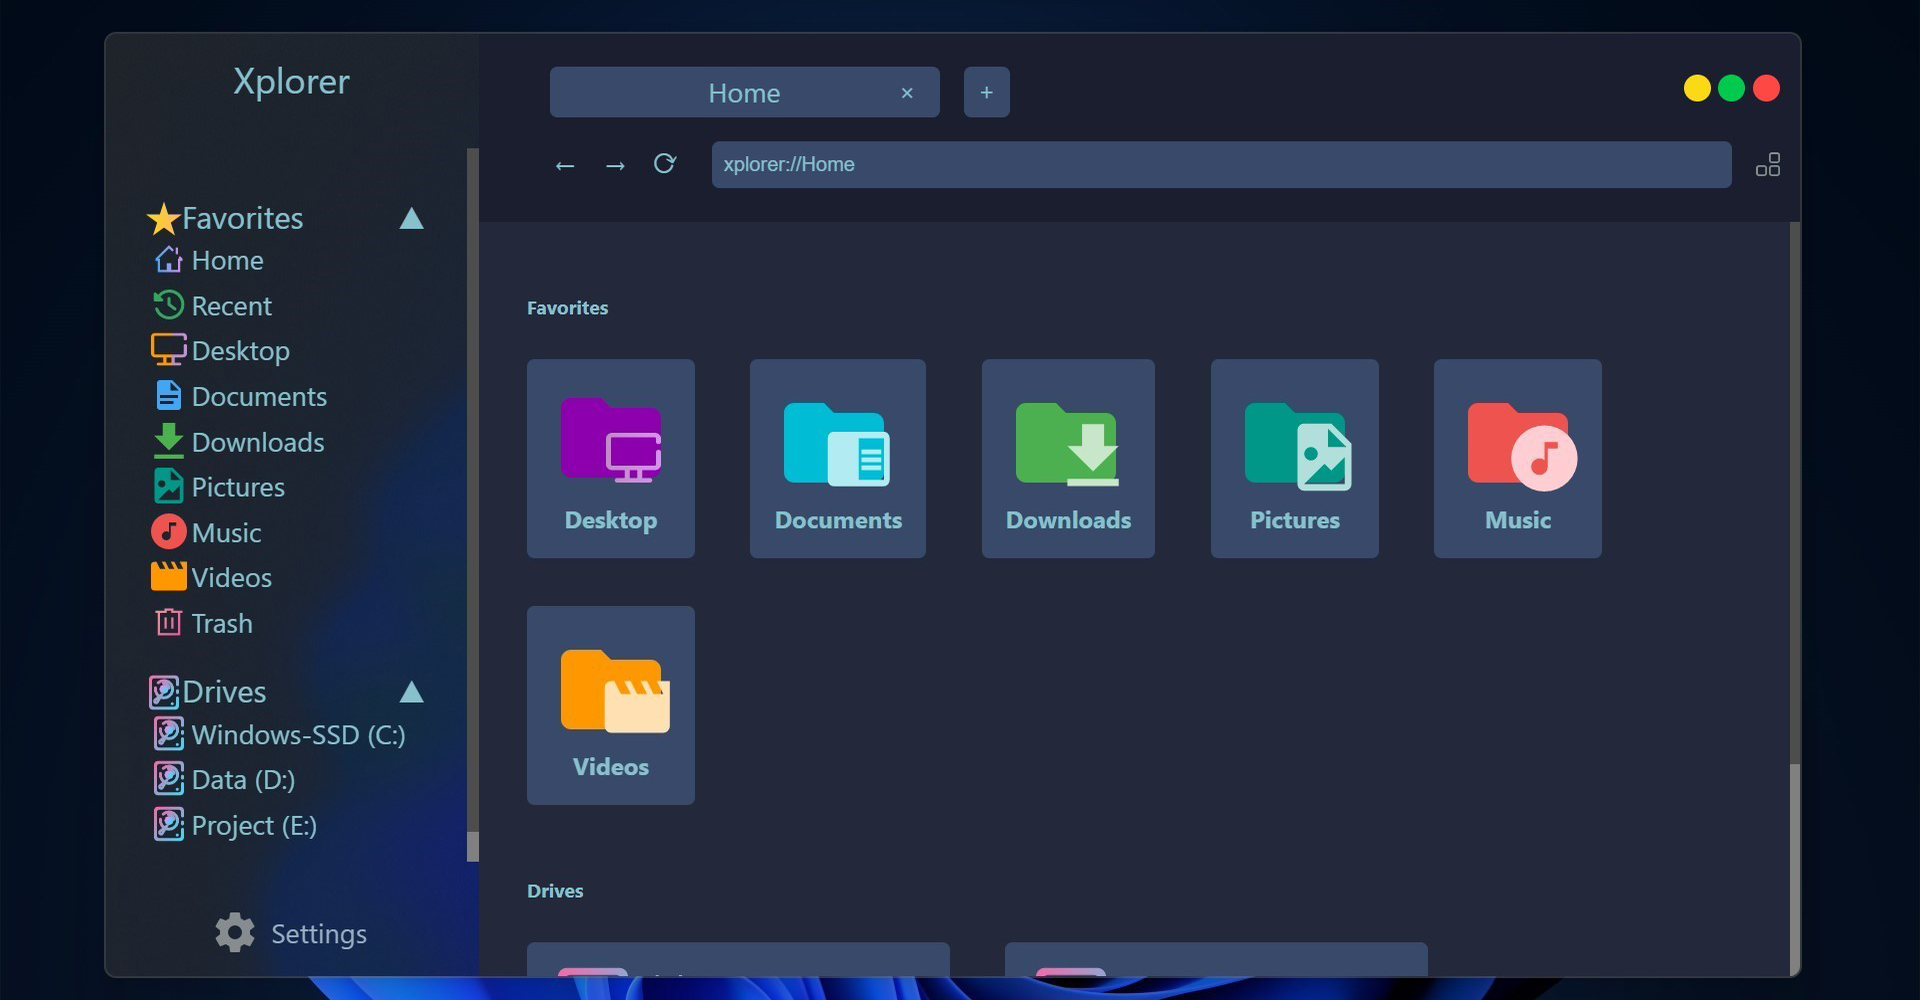 Xplorer
Home ×
+
xplorer://Home
Favorites
Home
Recent
Desktop
Documents
Downloads
Pictures
Music
Videos
Trash
Drives
Windows-SSD (C:)
Data (D:)
Project (E:)
Settings
Favorites
Desktop
Documents
Downloads
Pictures
Music
Videos
Drives